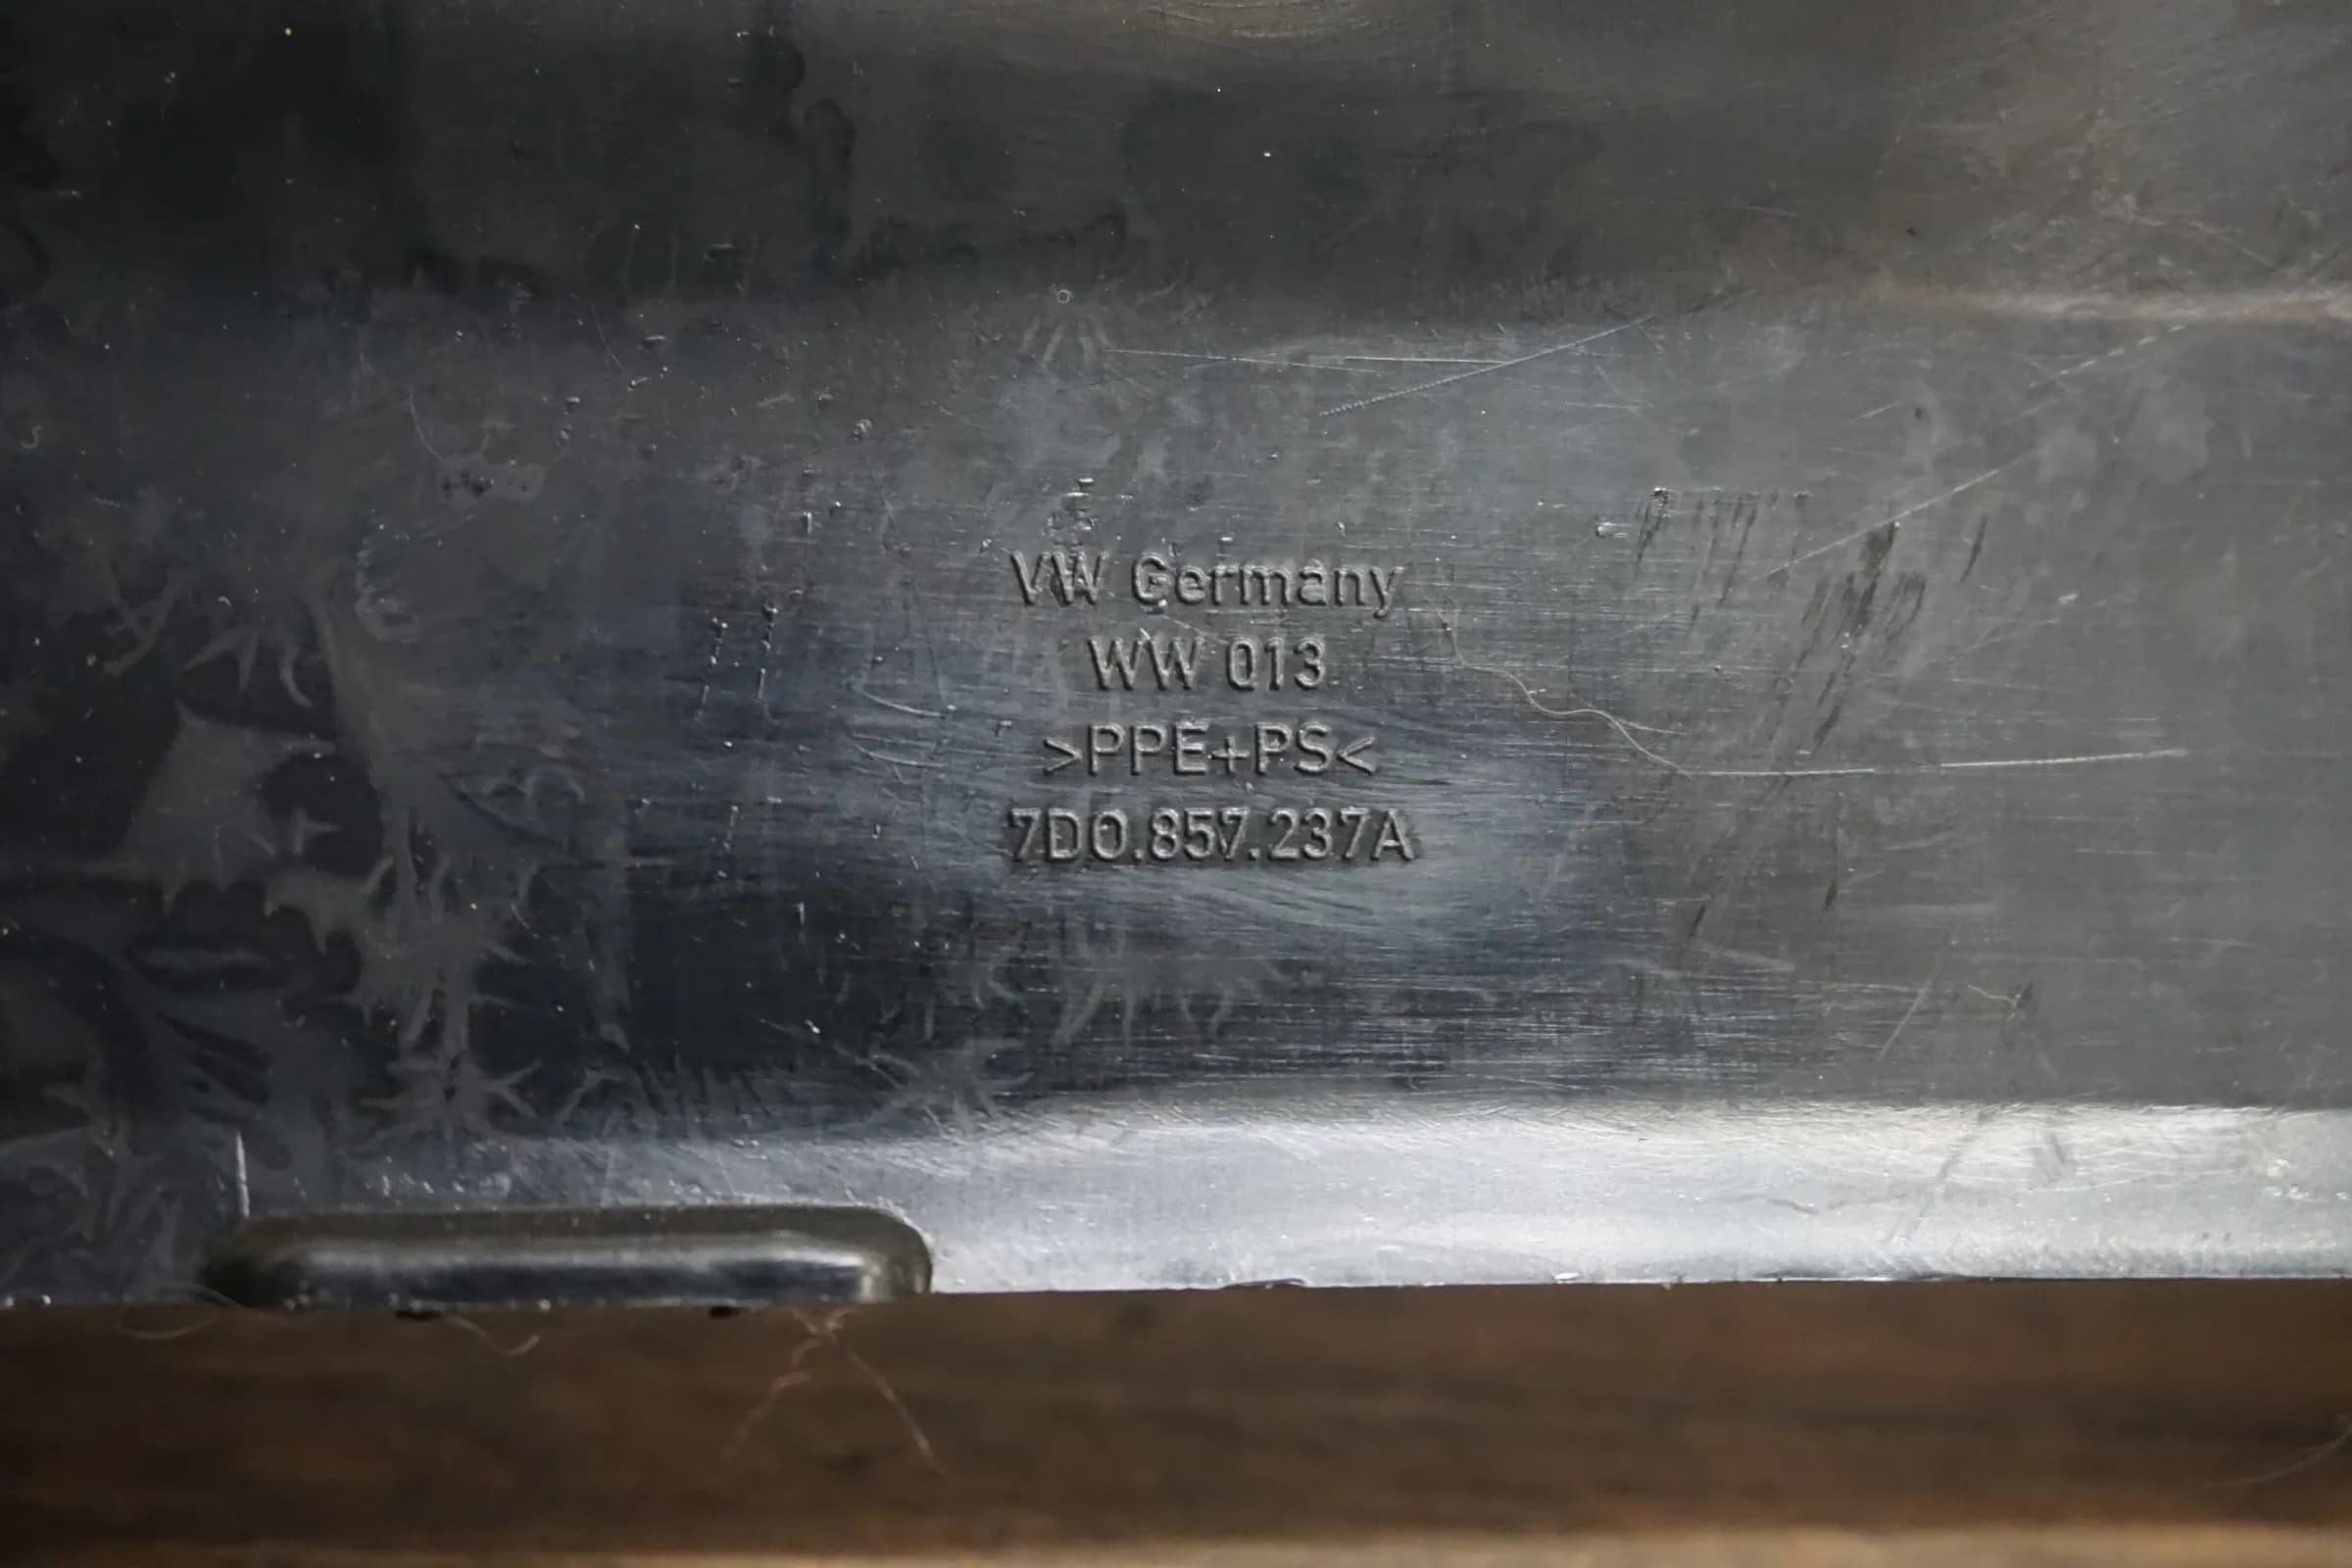 VW Germany
WW 013
>PPE+PS<
7D0.857.237A